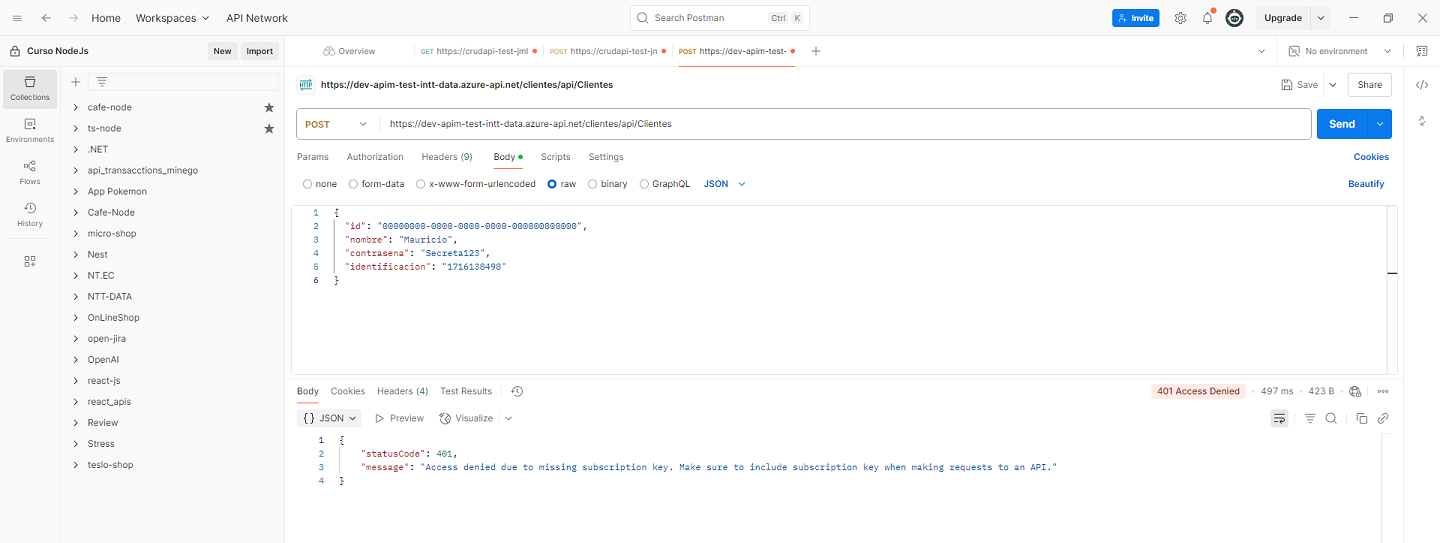 Home Workspaces API Network Search Postman Ctrl K Invite Upgrade
Curso NodeJs New Import Overview GET https://crudapi-test-jml POST https://crudapi-test-jn POST https://dev-apim-test- No environment
Collections
Environments
Flows
History
cafe-node
ts-node
.NET
api_transacctions_minego
App Pokemon
Cafe-Node
micro-shop
Nest
NT.EC
NTT-DATA
OnLineShop
open-jira
OpenAI
react-js
react_apis
Review
Stress
teslo-shop
HTTP https://dev-apim-test-intt-data.azure-api.net/clientes/api/Clientes Save Share
POST https://dev-apim-test-intt-data.azure-api.net/clientes/api/Clientes Send
Params Authorization Headers (9) Body Scripts Settings Cookies
none form-data x-www-form-urlencoded raw binary GraphQL JSON Beautify
1 {
2 "id": "00000000-0000-0000-0000-000000000000",
3 "nombre": "Mauricio",
4 "contrasena": "Secreta123",
5 "identificacion": "1716138498"
6 }
Body Cookies Headers (4) Test Results 401 Access Denied 497 ms 423 B
{} JSON Preview Visualize
1 {
2 "statusCode": 401,
3 "message": "Access denied due to missing subscription key. Make sure to include subscription key when making requests to an API."
4 }